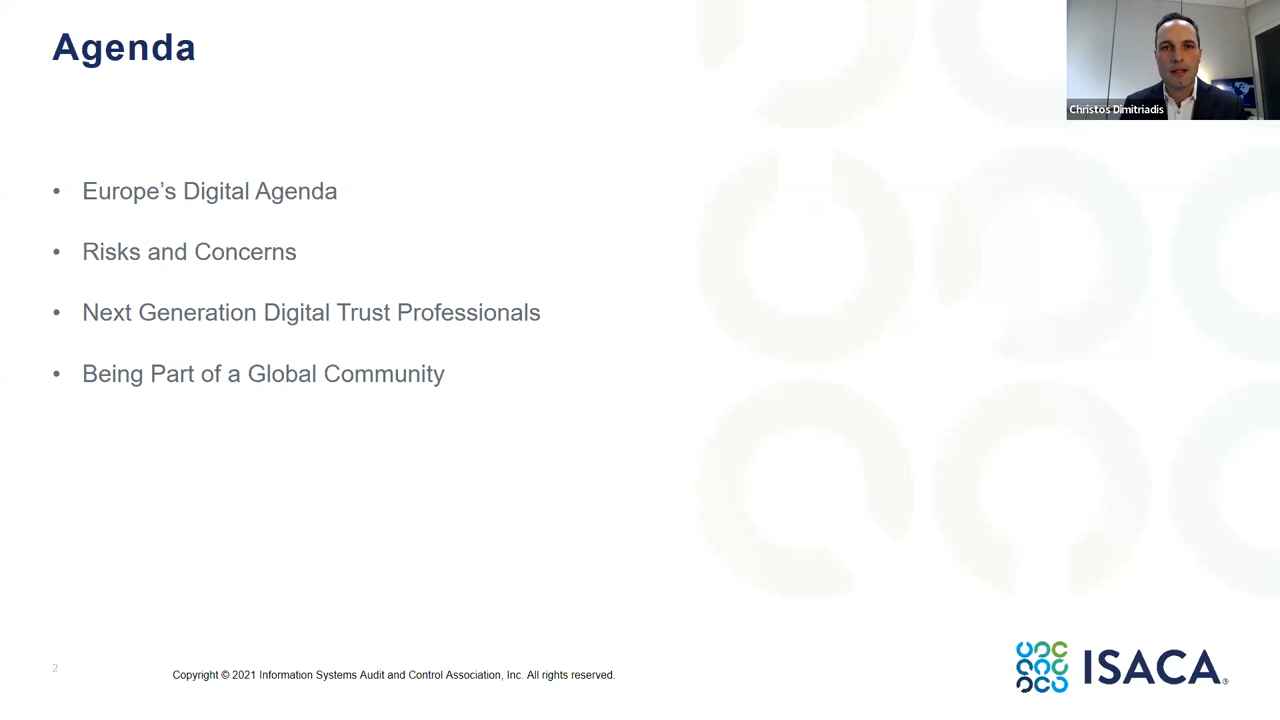 Agenda
Christos Dimitriadis
• Europe's Digital Agenda
• Risks and Concerns
• Next Generation Digital Trust Professionals
• Being Part of a Global Community
2
Copyright © 2021 Information Systems Audit and Control Association, Inc. All rights reserved.
ISACA®